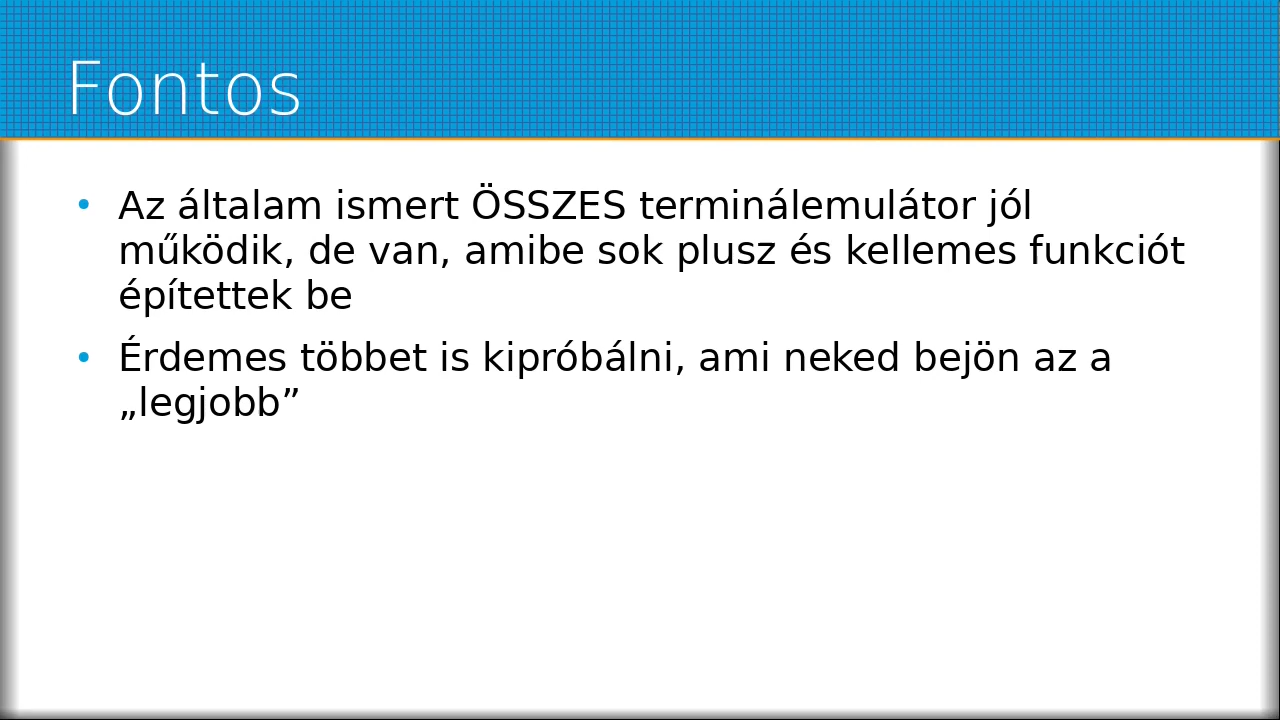 Fontos
• Az általam ismert ÖSSZES terminálemulátor jól
működik, de van, amibe sok plusz és kellemes funkciót
építettek be
• Érdemes többet is kipróbálni, ami neked bejön az a
„legjobb”